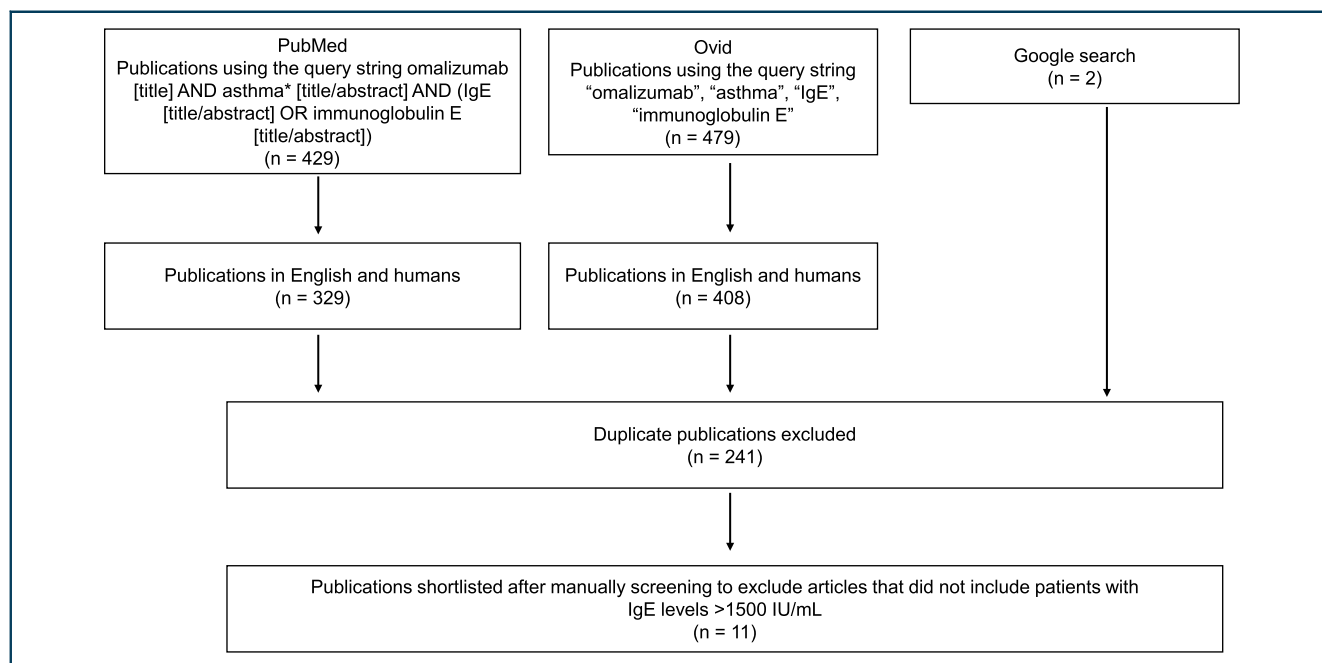 PubMed
Publications using the query string omalizumab
[title] AND asthma* [title/abstract] AND (IgE
[title/abstract] OR immunoglobulin E
[title/abstract])
(n = 429)
Ovid
Publications using the query string
“omalizumab”, “asthma”, “IgE”,
“immunoglobulin E”
(n = 479)
Google search
(n = 2)
Publications in English and humans
(n = 329)
Publications in English and humans
(n = 408)
Duplicate publications excluded
(n = 241)
Publications shortlisted after manually screening to exclude articles that did not include patients with
IgE levels >1500 IU/mL
(n = 11)